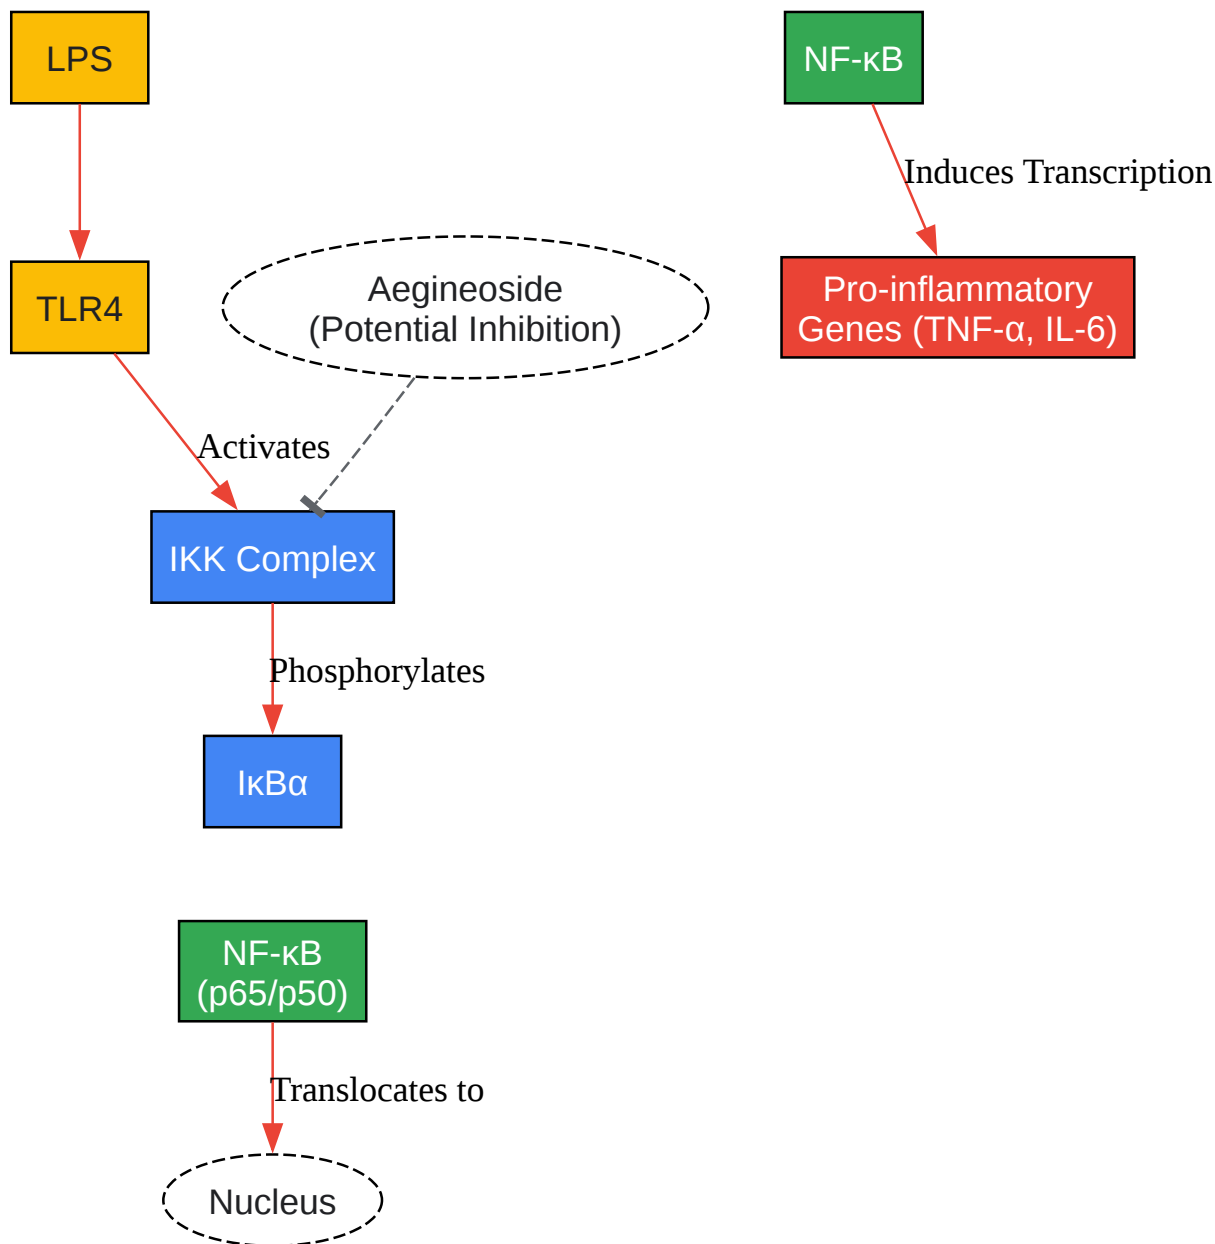 LPS
TLR4
Aegineoside
(Potential Inhibition)
Activates
IKK Complex
Phosphorylates
IκBα
NF-κB
(p65/p50)
Translocates to
Nucleus
NF-κB
Induces Transcription
Pro-inflammatory
Genes (TNF-α, IL-6)